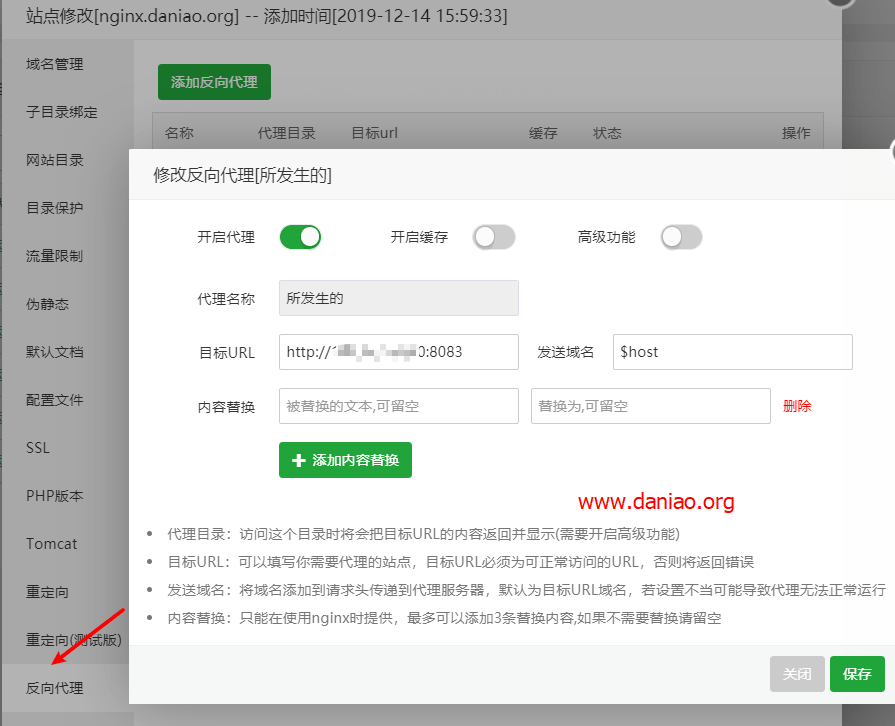 站点修改[nginx.daniao.org] -- 添加时间[2019-12-14 15:59:33]
域名管理
子目录绑定
网站目录
目录保护
流量限制
伪静态
默认文档
配置文件
SSL
PHP版本
Tomcat
重定向
重定向(测试版)
反向代理
添加反向代理
名称 代理目录 目标url 缓存 状态 操作
修改反向代理[所发生的]
开启代理 开启缓存 高级功能
代理名称 所发生的
目标URL http://1 0:8083 发送域名 $host
内容替换 被替换的文本,可留空 替换为,可留空 删除
添加内容替换
www.daniao.org
代理目录：访问这个目录时将会把目标URL的内容返回并显示(需要开启高级功能)
目标URL：可以填写你需要代理的站点，目标URL必须为可正常访问的URL，否则将返回错误
发送域名：将域名添加到请求头传递到代理服务器，默认为目标URL域名，若设置不当可能导致代理无法正常运行
内容替换：只能在使用nginx时提供，最多可以添加3条替换内容,如果不需要替换请留空
关闭 保存